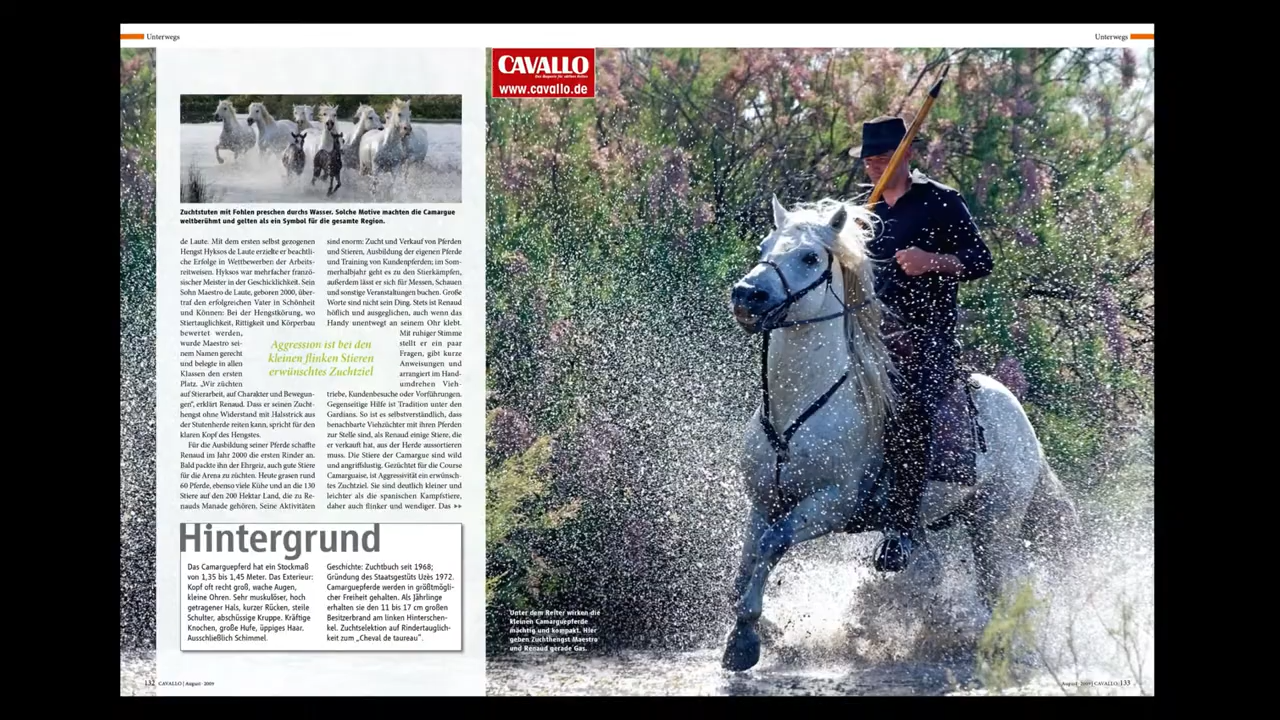 Unterwegs
Unterwegs
CAVALLO
Das Magazin für aktives Reiten
www.cavallo.de
Zuchtstuten mit Fohlen preschen durchs Wasser. Solche Motive machten die Camargue
weltberühmt und gelten als ein Symbol für die gesamte Region.
de Laute. Mit dem ersten selbst gezogenen
Hengst Hyksos de Laute erzielte er beachtli-
che Erfolge in Wettbewerben der Arbeits-
reitweisen. Hyksos war mehrfacher franzö-
sischer Meister in der Geschicklichkeit. Sein
Sohn Maestro de Laute, geboren 2000, über-
traf den erfolgreichen Vater in Schönheit
und Können: Bei der Hengstkörung, wo
Stiertauglichkeit, Rittigkeit und Körperbau
bewertet werden,
wurde Maestro sei-
nem Namen gerecht
und belegte in allen
Klassen den ersten
Platz. „Wir züchten
auf Stierarbeit, auf Charakter und Bewegun-
gen", erklärt Renaud. Dass er seinen Zucht-
hengst ohne Widerstand mit Halsstrick aus
der Stutenherde reiten kann, spricht für den
klaren Kopf des Hengstes.
Für die Ausbildung seiner Pferde schaffte
Renaud im Jahr 2000 die ersten Rinder an.
Bald packte ihn der Ehrgeiz, auch gute Stiere
für die Arena zu züchten. Heute grasen rund
60 Pferde, ebenso viele Kühe und an die 130
Stiere auf den 200 Hektar Land, die zu Re-
nauds Manade gehören. Seine Aktivitäten
Aggression ist bei den
kleinen flinken Stieren
erwünschtes Zuchtziel
sind enorm: Zucht und Verkauf von Pferden
und Stieren, Ausbildung der eigenen Pferde
und Training von Kundenpferden; im Som-
merhalbjahr geht es zu den Stierkämpfen,
außerdem lässt er sich für Messen, Schauen
und sonstige Veranstaltungen buchen. Große
Worte sind nicht sein Ding. Stets ist Renaud
höflich und ausgeglichen, auch wenn das
Handy unentwegt an seinem Ohr klebt.
Mit ruhiger Stimme
stellt er ein paar
Fragen, gibt kurze
Anweisungen und
arrangiert im Hand-
umdrehen Vieh-
triebe, Kundenbesuche oder Vorführungen.
Gegenseitige Hilfe ist Tradition unter den
Gardians. So ist es selbstverständlich, dass
benachbarte Viehzüchter mit ihren Pferden
zur Stelle sind, als Renaud einige Stiere, die
er verkauft hat, aus der Herde aussortieren
muss. Die Stiere der Camargue sind wild
und angriffslustig. Gezüchtet für die Course
Camarguaise, ist Aggressivität ein erwünsch-
tes Zuchtziel. Sie sind deutlich kleiner und
leichter als die spanischen Kampfstiere,
daher auch flinker und wendiger. Das ▸▸
Hintergrund
Das Camarguepferd hat ein Stockmaß
von 1,35 bis 1,45 Meter. Das Exterieur:
Kopf oft recht groß, wache Augen,
kleine Ohren. Sehr muskulöser, hoch
getragener Hals, kurzer Rücken, steile
Schulter, abschüssige Kruppe. Kräftige
Knochen, große Hufe, üppiges Haar.
Ausschließlich Schimmel.
Geschichte: Zuchtbuch seit 1968;
Gründung des Staatsgestüts Uzès 1972.
Camarguepferde werden in größtmögli-
cher Freiheit gehalten. Als Jährlinge
erhalten sie den 11 bis 17 cm großen
Besitzerbrand am linken Hinterschen-
kel. Zuchtselektion auf Rindertauglich-
keit zum „Cheval de taureau".
Unter dem Reiter wirken die
kleinen Camarguepferde
mächtig und kompakt. Hier
geben Zuchthengst Maestro
und Renaud gerade Gas.
132 CAVALLO | August 2009
August 2009 | CAVALLO 133